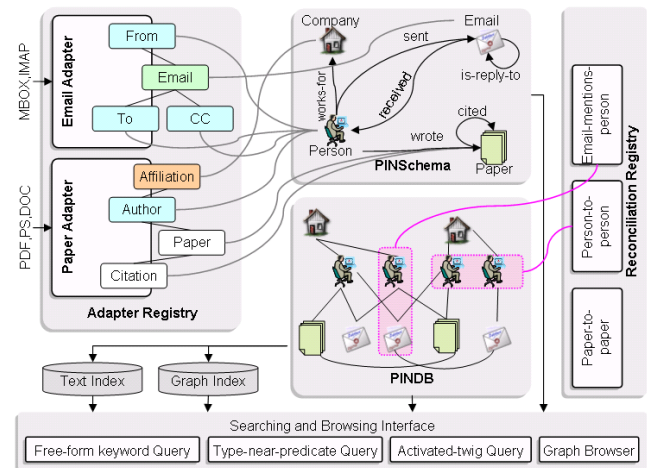 MBOX,IMAP
Email Adapter
From
Email
To
CC
PDF,PS,DOC
Paper Adapter
Affiliation
Author
Paper
Citation
Adapter Registry
Company
Email
sent
is-reply-to
works-for
received
cited
wrote
Person
Paper
PINSchema
PINDB
Email-mentions-
person
Person-to-
person
Paper-to-
paper
Reconciliation Registry
Text Index
Graph Index
Searching and Browsing Interface
Free-form keyword Query
Type-near-predicate Query
Activated-twig Query
Graph Browser